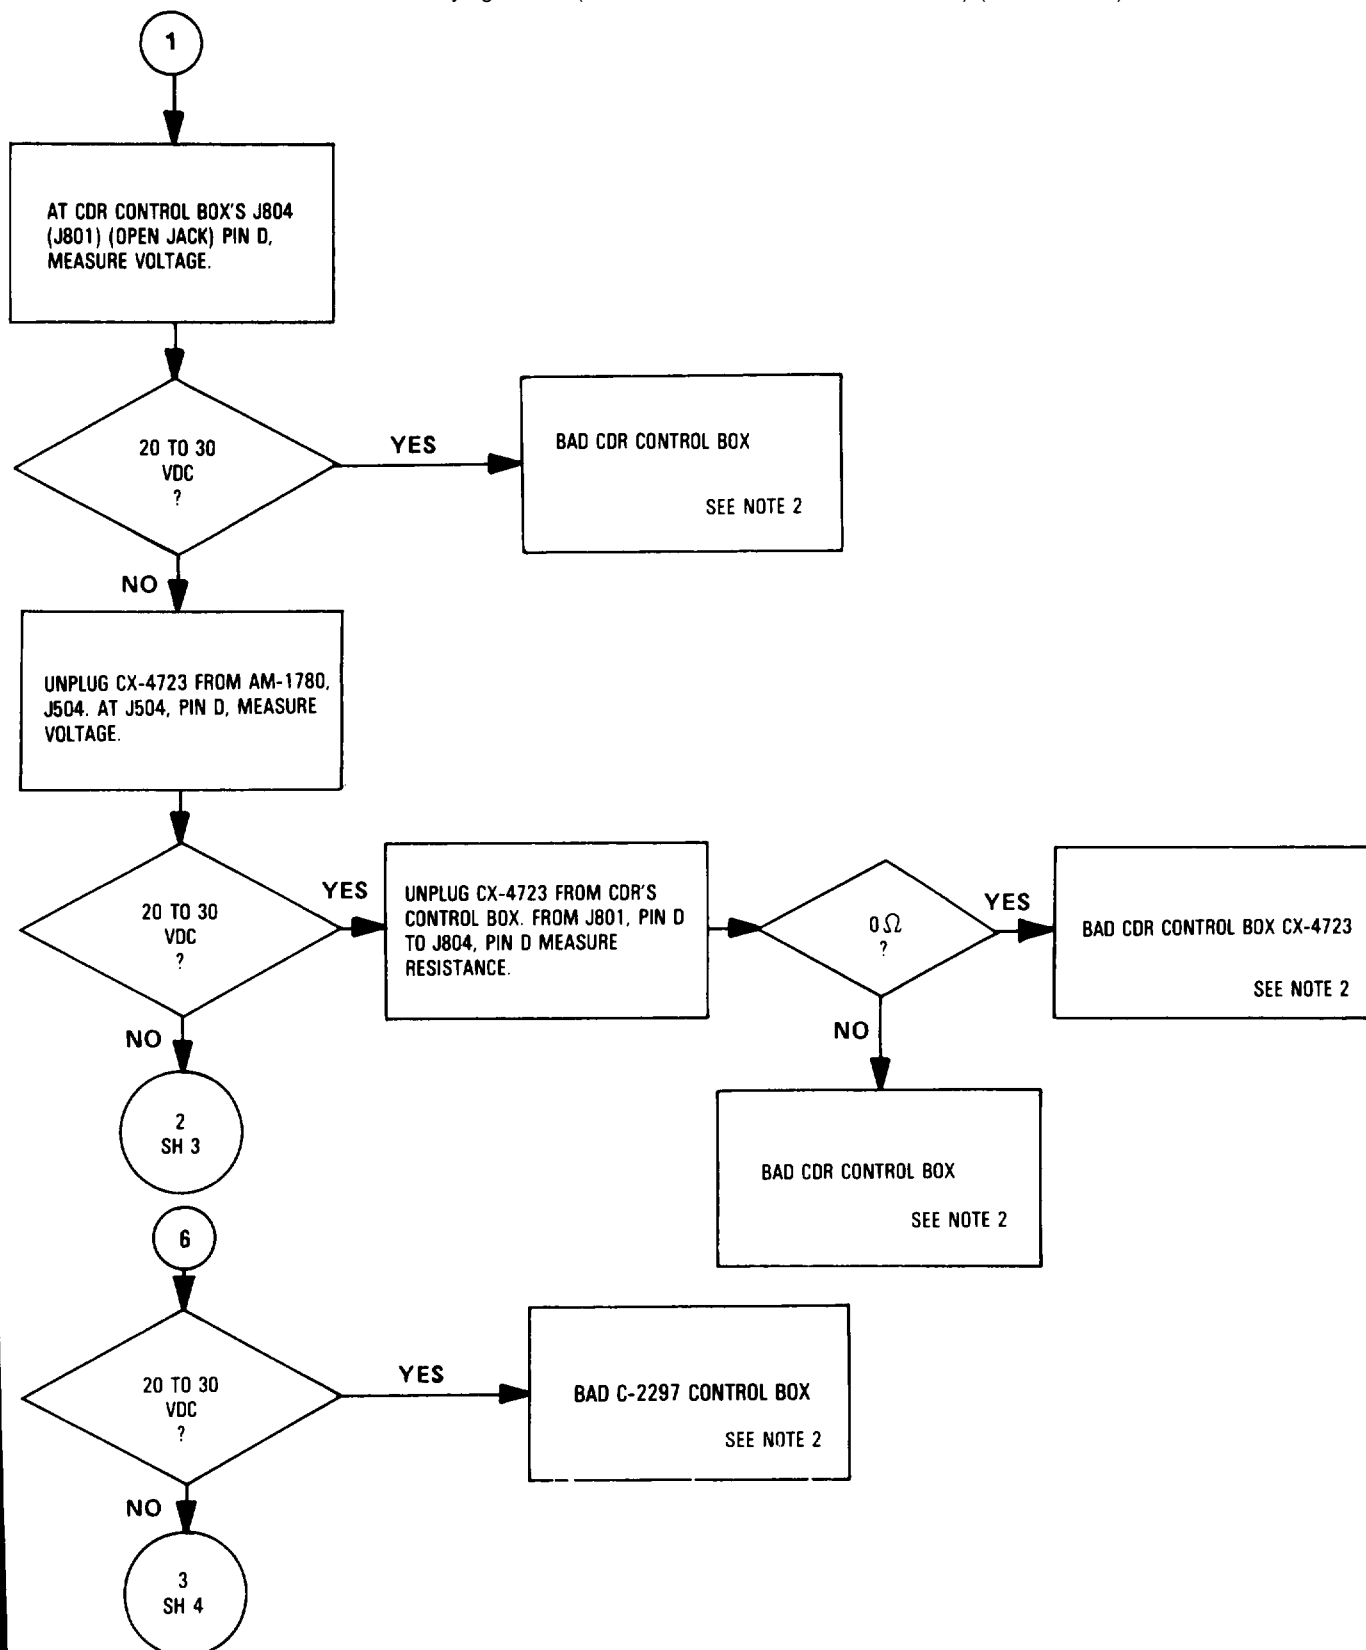 1
AT CDR CONTROL BOX'S J804
(J801) (OPEN JACK) PIN D,
MEASURE VOLTAGE.
20 TO 30
VDC
?
YES
BAD CDR CONTROL BOX
SEE NOTE 2
NO
UNPLUG CX-4723 FROM AM-1780,
J504. AT J504, PIN D, MEASURE
VOLTAGE.
20 TO 30
VDC
?
YES
UNPLUG CX-4723 FROM CDR'S
CONTROL BOX. FROM J801, PIN D
TO J804, PIN D MEASURE
RESISTANCE.
0Ω
?
YES
BAD CDR CONTROL BOX CX-4723
SEE NOTE 2
NO
BAD CDR CONTROL BOX
SEE NOTE 2
NO
2
SH 3
6
20 TO 30
VDC
?
YES
BAD C-2297 CONTROL BOX
SEE NOTE 2
NO
3
SH 4